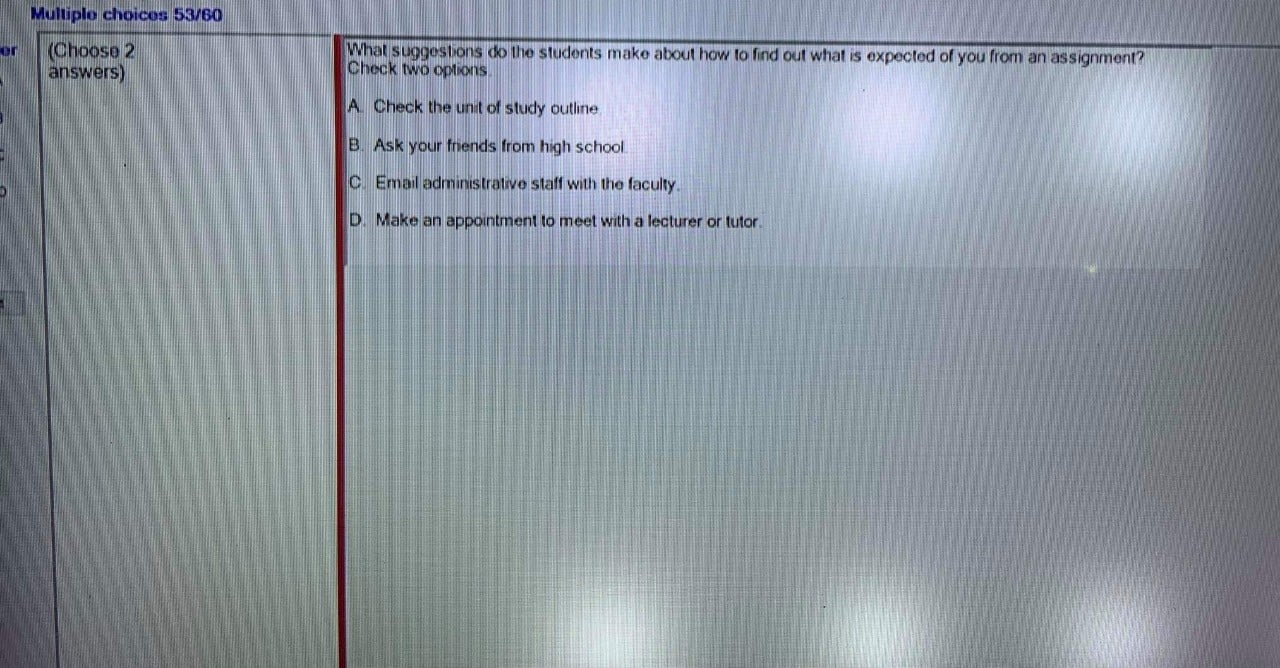 Multiple choices 53/60
er
(Choose 2
answers)
What suggestions do the students make about how to find out what is expected of you from an assignment?
Check two options.
A. Check the unit of study outline
B. Ask your friends from high school.
C. Email administrative staff with the faculty.
D. Make an appointment to meet with a lecturer or tutor.